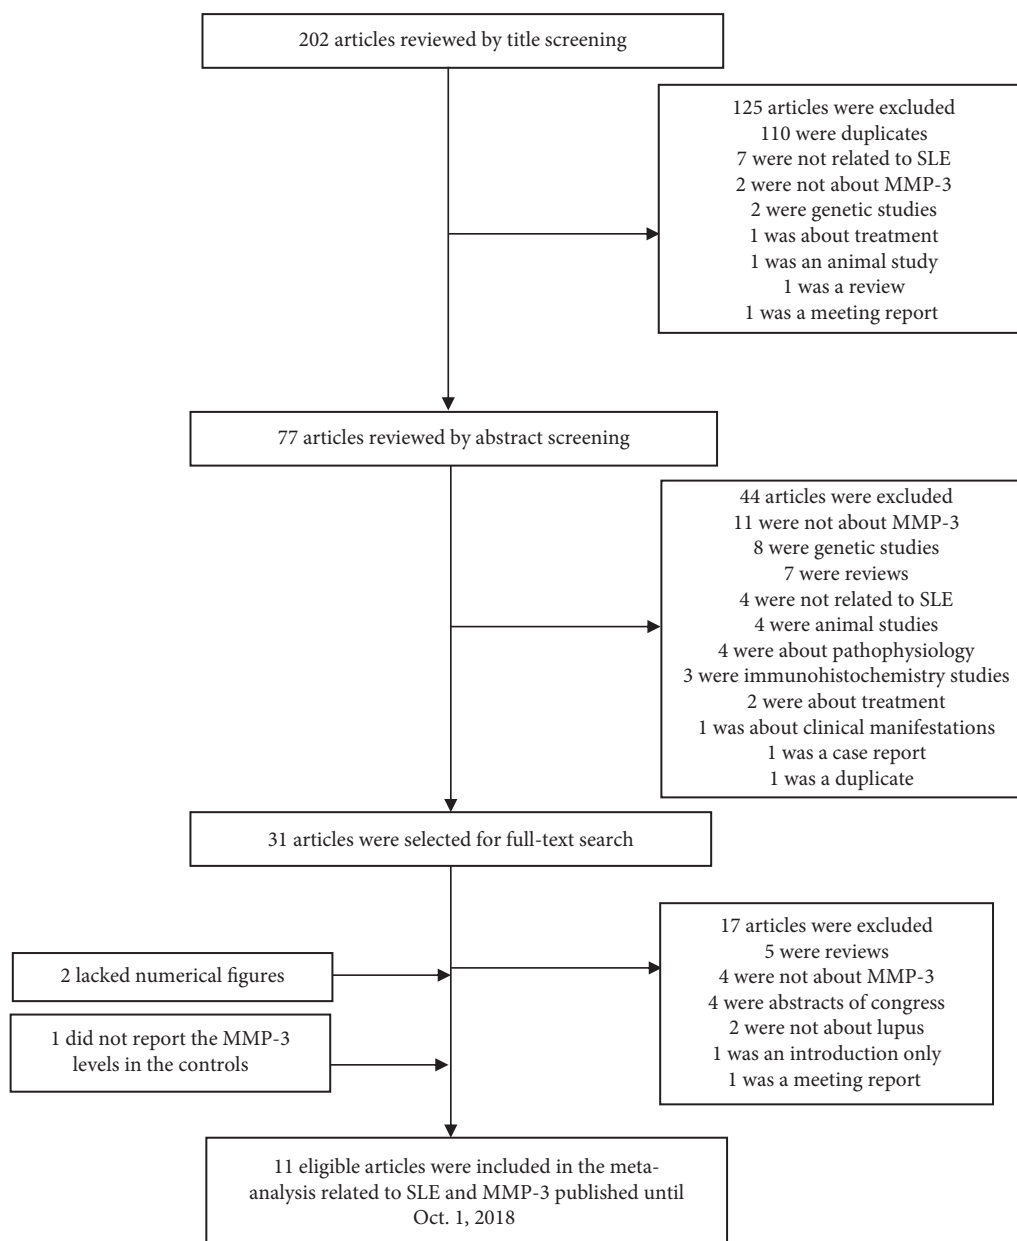 202 articles reviewed by title screening
125 articles were excluded
110 were duplicates
7 were not related to SLE
2 were not about MMP-3
2 were genetic studies
1 was about treatment
1 was an animal study
1 was a review
1 was a meeting report
77 articles reviewed by abstract screening
44 articles were excluded
11 were not about MMP-3
8 were genetic studies
7 were reviews
4 were not related to SLE
4 were animal studies
4 were about pathophysiology
3 were immunohistochemistry studies
2 were about treatment
1 was about clinical manifestations
1 was a case report
1 was a duplicate
31 articles were selected for full-text search
17 articles were excluded
5 were reviews
4 were not about MMP-3
4 were abstracts of congress
2 were not about lupus
1 was an introduction only
1 was a meeting report
2 lacked numerical figures
1 did not report the MMP-3
levels in the controls
11 eligible articles were included in the meta-
analysis related to SLE and MMP-3 published until
Oct. 1, 2018